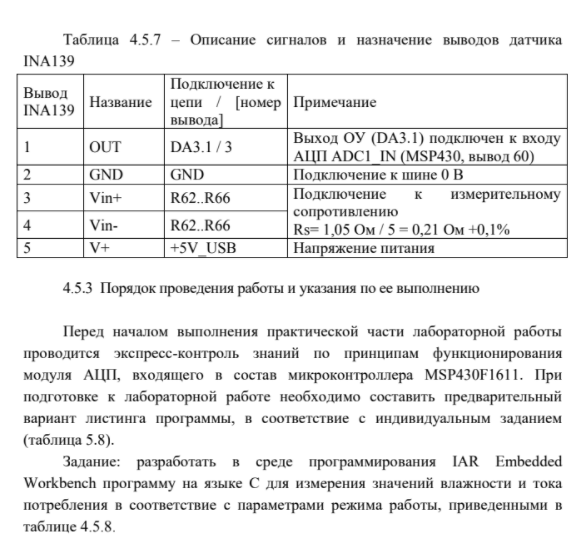 Таблица 4.5.7 – Описание сигналов и назначение выводов датчика
INA139
Вывод INA139 | Название | Подключение к цепи / [номер вывода] | Примечание
1 | OUT | DA3.1 / 3 | Выход ОУ (DA3.1) подключен к входу АЦП ADC1_IN (MSP430, вывод 60)
2 | GND | GND | Подключение к шине 0 В
3 | Vin+ | R62..R66 | Подключение к измерительному сопротивлению
4 | Vin- | R62..R66 | Rs= 1,05 Ом / 5 = 0,21 Ом +0,1%
5 | V+ | +5V_USB | Напряжение питания
4.5.3 Порядок проведения работы и указания по ее выполнению
Перед началом выполнения практической части лабораторной работы
проводится экспресс-контроль знаний по принципам функционирования
модуля АЦП, входящего в состав микроконтроллера MSP430F1611. При
подготовке к лабораторной работе необходимо составить предварительный
вариант листинга программы, в соответствие с индивидуальным заданием
(таблица 5.8).
Задание: разработать в среде программирования IAR Embedded
Workbench программу на языке С для измерения значений влажности и тока
потребления в соответствие с параметрами режима работы, приведенными в
таблице 4.5.8.